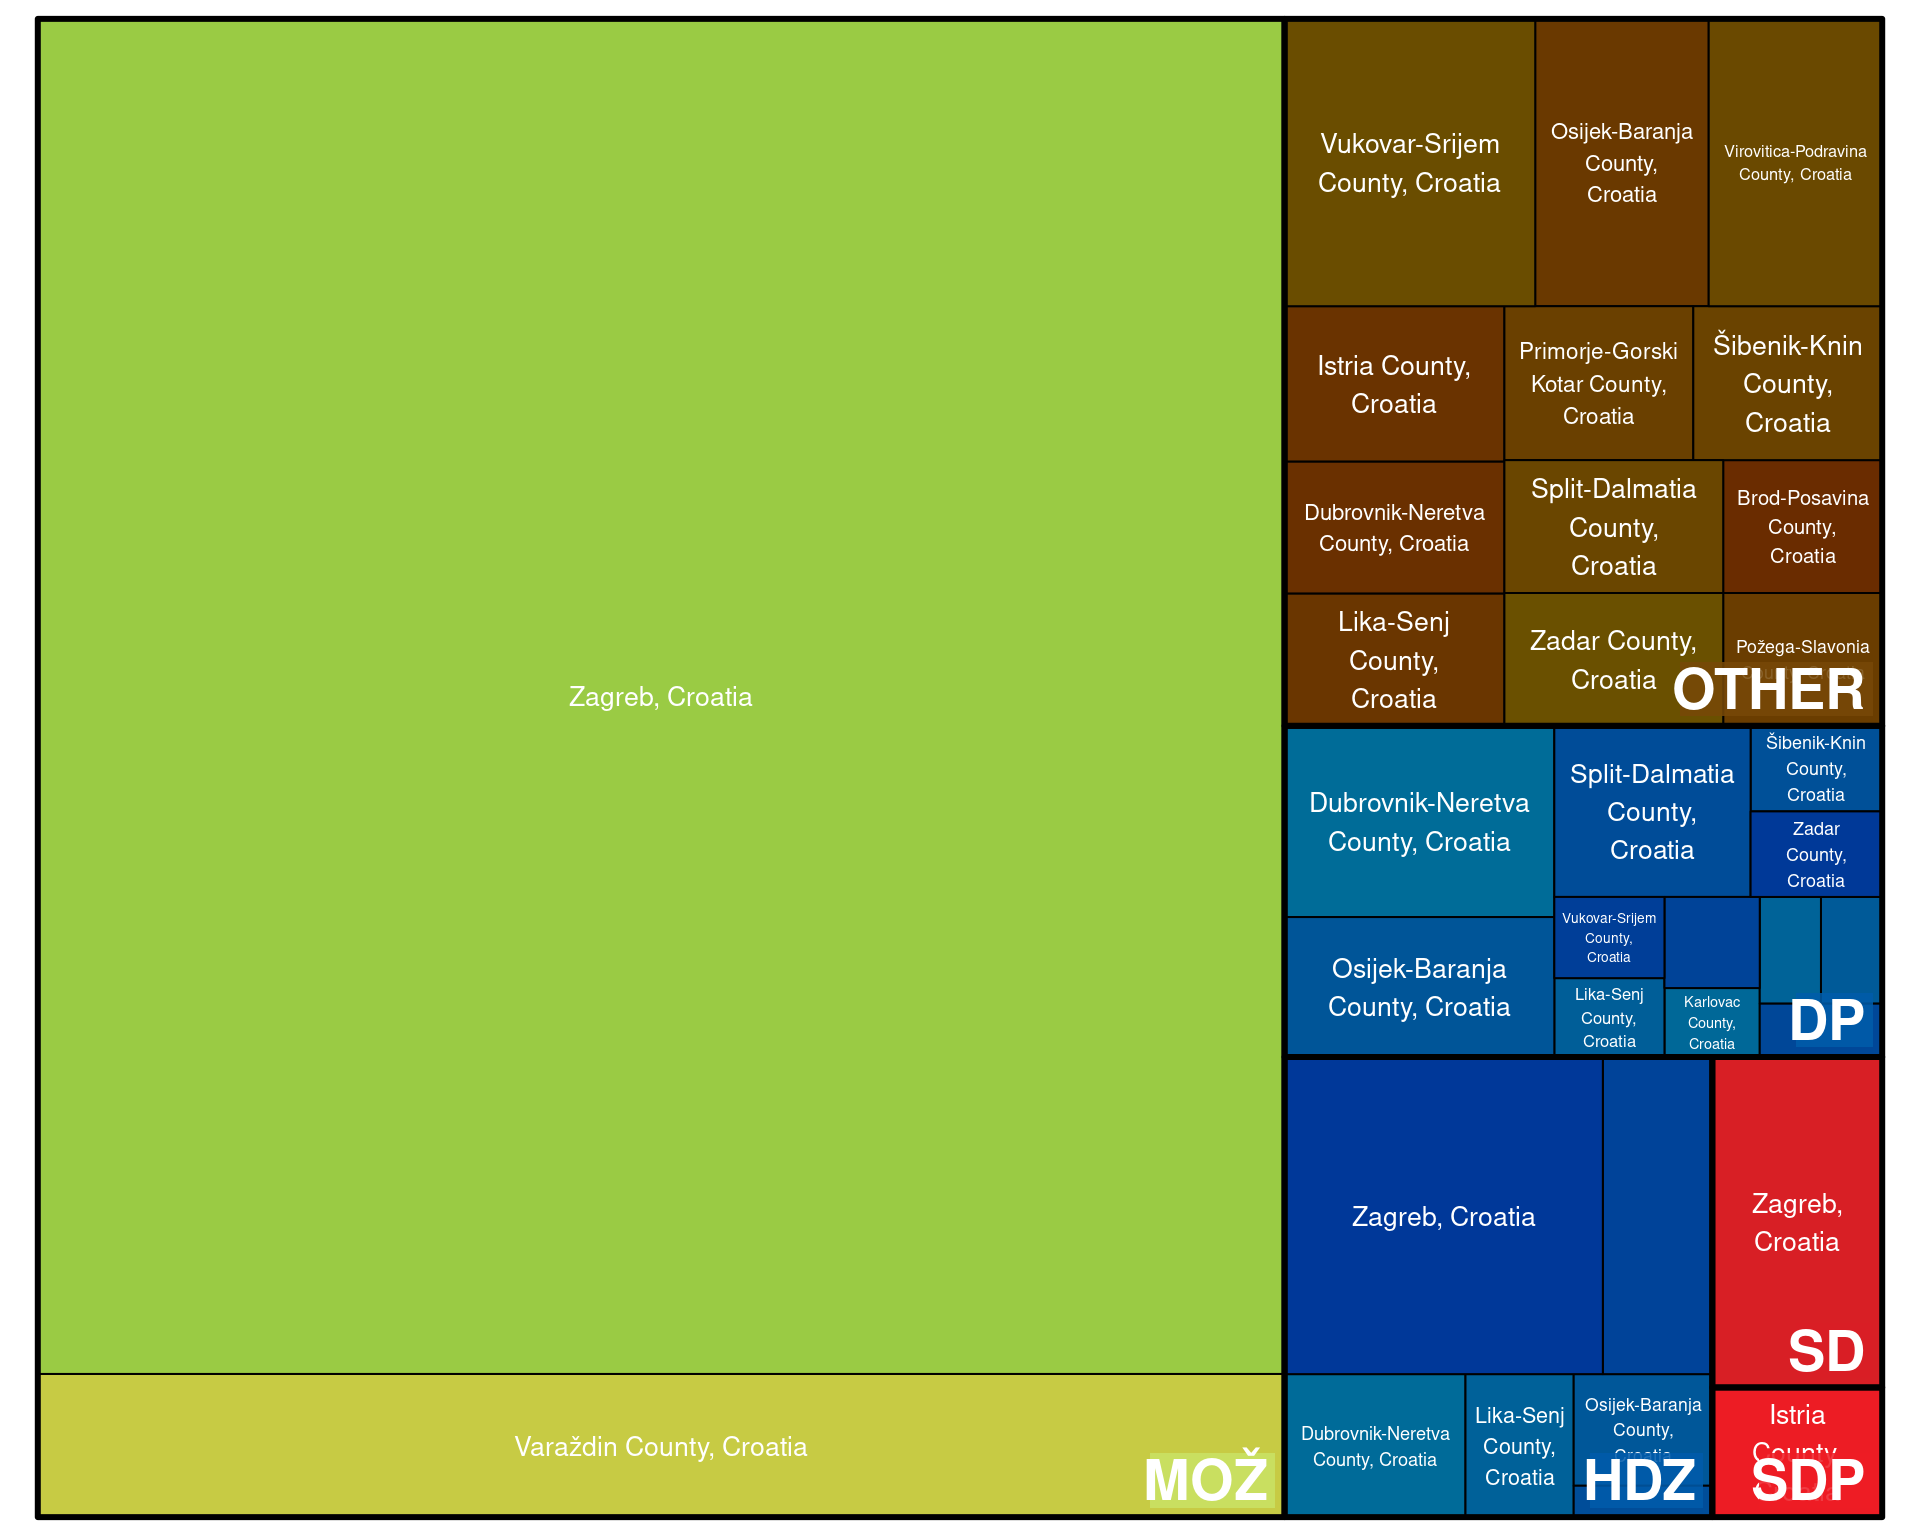 Zagreb, Croatia
Varaždin County, Croatia
MOŽ
Vukovar-Srijem
County, Croatia
Osijek-Baranja
County,
Croatia
Virovitica-Podravina
County, Croatia
Istria County,
Croatia
Primorje-Gorski
Kotar County,
Croatia
Šibenik-Knin
County,
Croatia
Dubrovnik-Neretva
County, Croatia
Split-Dalmatia
County,
Croatia
Brod-Posavina
County,
Croatia
Lika-Senj
County,
Croatia
Zadar County,
Croatia
Požega-Slavonia
County, Croatia
OTHER
Dubrovnik-Neretva
County, Croatia
Split-Dalmatia
County,
Croatia
Šibenik-Knin
County,
Croatia
Zadar
County,
Croatia
Osijek-Baranja
County, Croatia
Vukovar-Srijem
County,
Croatia
Lika-Senj
County,
Croatia
Karlovac
County,
Croatia
DP
Zagreb, Croatia
Dubrovnik-Neretva
County, Croatia
Lika-Senj
County,
Croatia
Osijek-Baranja
County,
Croatia
HDZ
Zagreb,
Croatia
SD
Istria
County,
Croatia
SDP